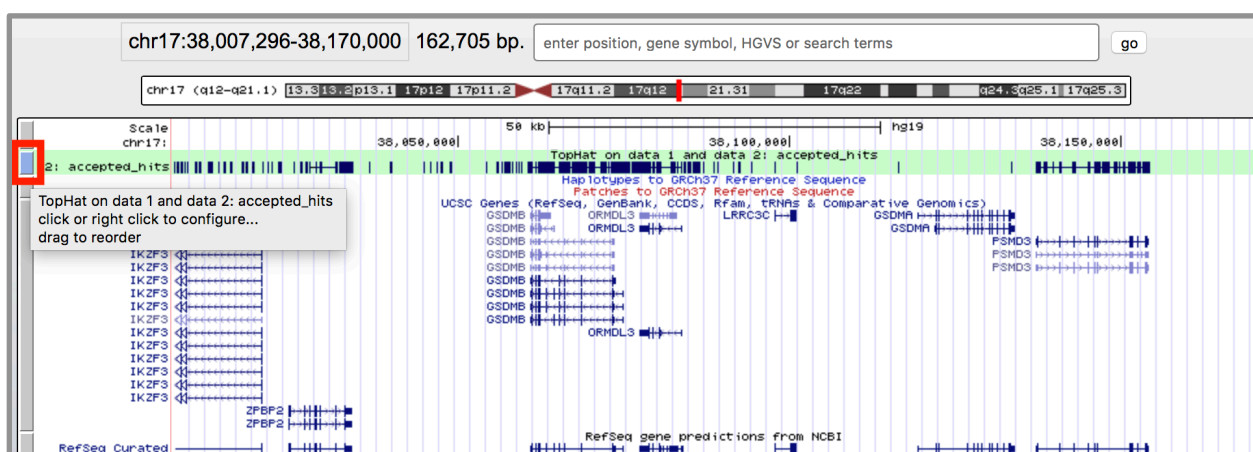 chr17:38,007,296-38,170,000 162,705 bp. enter position, gene symbol, HGVS or search terms go
chr17 (q12-q21.1) 13.3 13.2 p13.1 17p12 17p11.2 17q11.2 17q12 21.31 17q22 q24.3 q25.1 17q25.3
Scale 50 kb hg19
chr17: 38,050,000 38,100,000 38,150,000
TopHat on data 1 and data 2: accepted_hits
2: accepted_hits
Haplotypes to GRCh37 Reference Sequence
Patches to GRCh37 Reference Sequence
TopHat on data 1 and data 2: accepted_hits
click or right click to configure...
drag to reorder
UCSC Genes (RefSeq, GenBank, CCDS, Rfam, tRNAs & Comparative Genomics)
GSDMB ORMDL3 LRRC3C GSDMA
GSDMB ORMDL3 GSDMA
GSDMB PSMD3
IKZF3 GSDMB PSMD3
IKZF3 GSDMB PSMD3
IKZF3 GSDMB
IKZF3 GSDMB
IKZF3 GSDMB
IKZF3 GSDMB
IKZF3 ORMDL3
IKZF3
IKZF3
IKZF3
IKZF3
IKZF3
ZPBP2
ZPBP2
RefSeq gene predictions from NCBI
RefSeq Curated